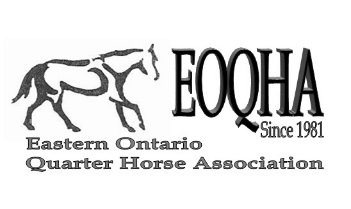 EOQHA
Since 1981
Eastern Ontario
Quarter Horse Association